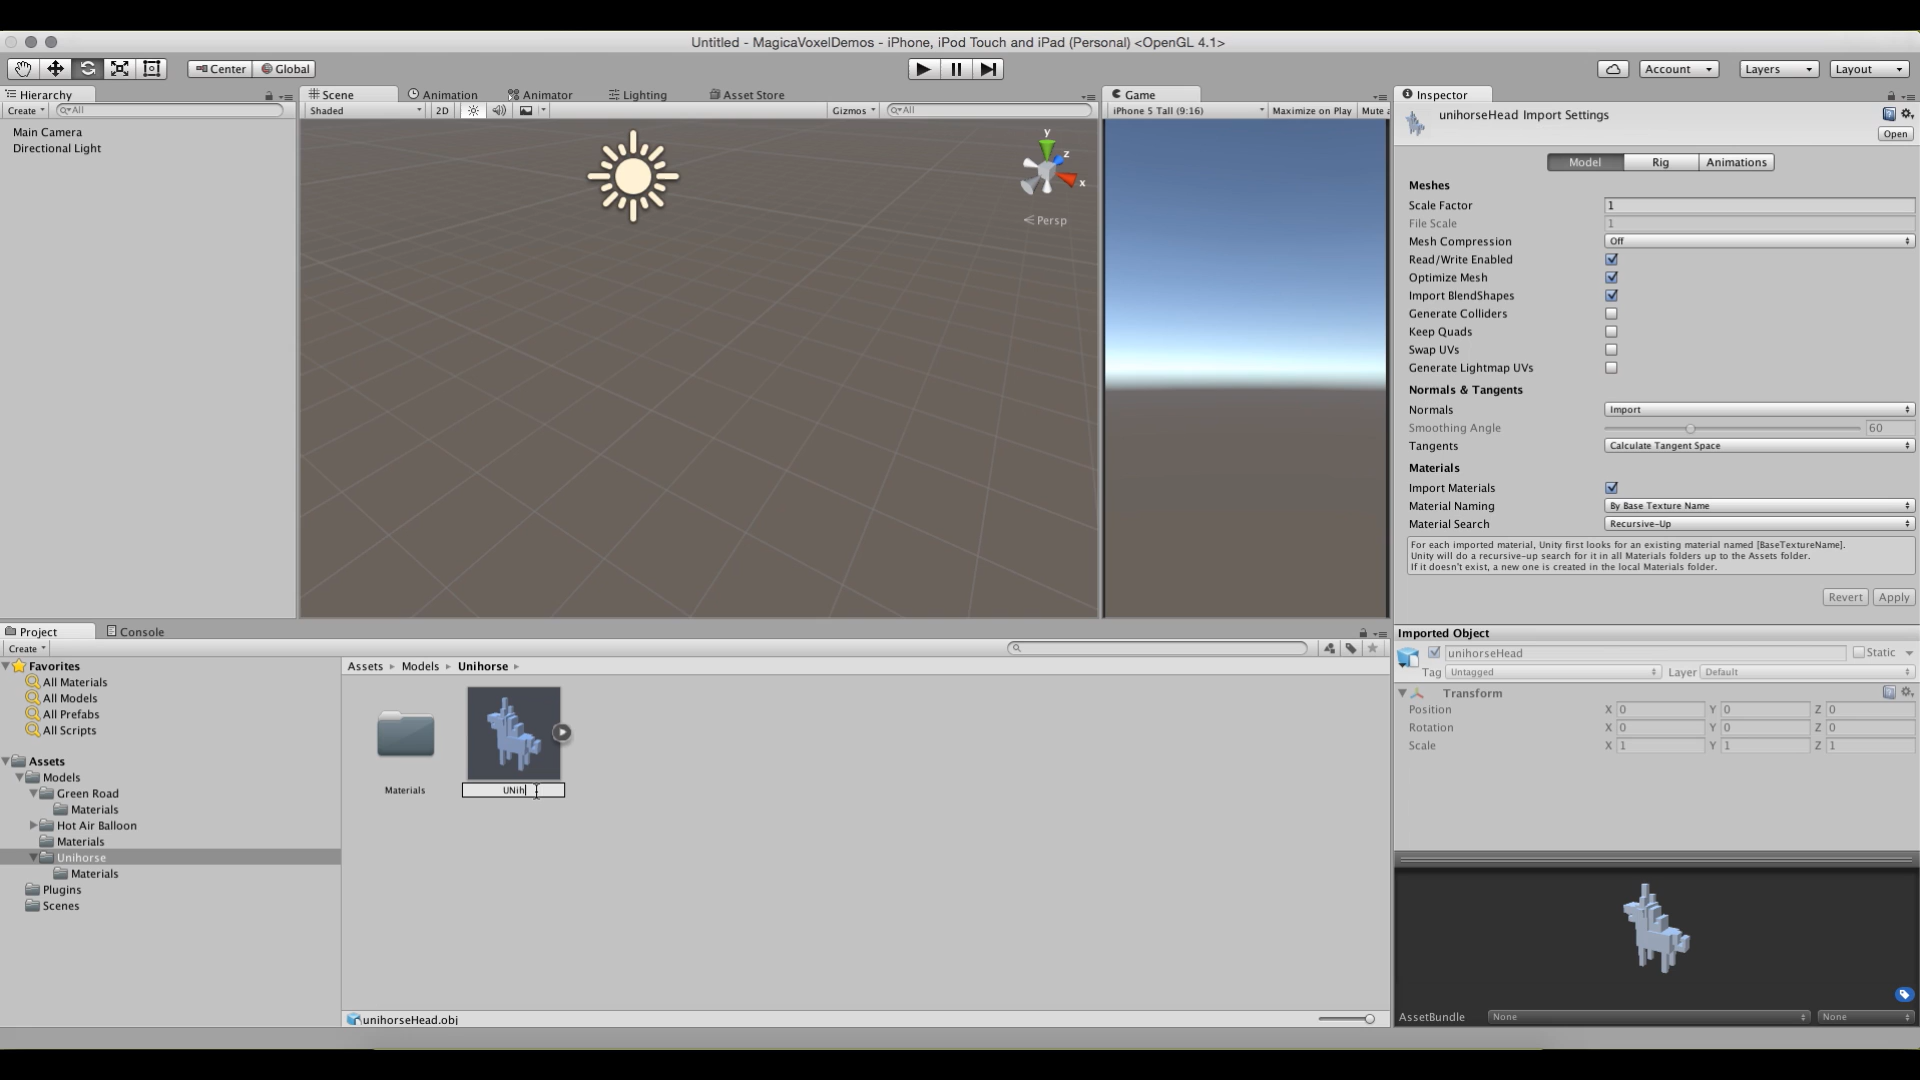 Untitled - MagicaVoxelDemos - iPhone, iPod Touch and iPad (Personal) <OpenGL 4.1>
Center Global Account Layers Layout
Hierarchy
Create All
Main Camera
Directional Light
Scene Animation Animator Lighting Asset Store
Shaded 2D Gizmos All
y
z
x
Persp
Game
iPhone 5 Tall (9:16) Maximize on Play Mute a
Inspector
unihorseHead Import Settings
Open
Model Rig Animations
Meshes
Scale Factor 1
File Scale 1
Mesh Compression Off
Read/Write Enabled
Optimize Mesh
Import BlendShapes
Generate Colliders
Keep Quads
Swap UVs
Generate Lightmap UVs
Normals & Tangents
Normals Import
Smoothing Angle 60
Tangents Calculate Tangent Space
Materials
Import Materials
Material Naming By Base Texture Name
Material Search Recursive-Up
For each imported material, Unity first looks for an existing material named [BaseTextureName].
Unity will do a recursive-up search for it in all Materials folders up to the Assets folder.
If it doesn't exist, a new one is created in the local Materials folder.
Revert Apply
Imported Object
unihorseHead Static
Tag Untagged Layer Default
Transform
Position X 0 Y 0 Z 0
Rotation X 0 Y 0 Z 0
Scale X 1 Y 1 Z 1
AssetBundle None None
Project Console
Create
Favorites
All Materials
All Models
All Prefabs
All Scripts
Assets
Models
Green Road
Materials
Hot Air Balloon
Materials
Unihorse
Materials
Plugins
Scenes
Assets Models Unihorse
Materials
UNih
unihorseHead.obj